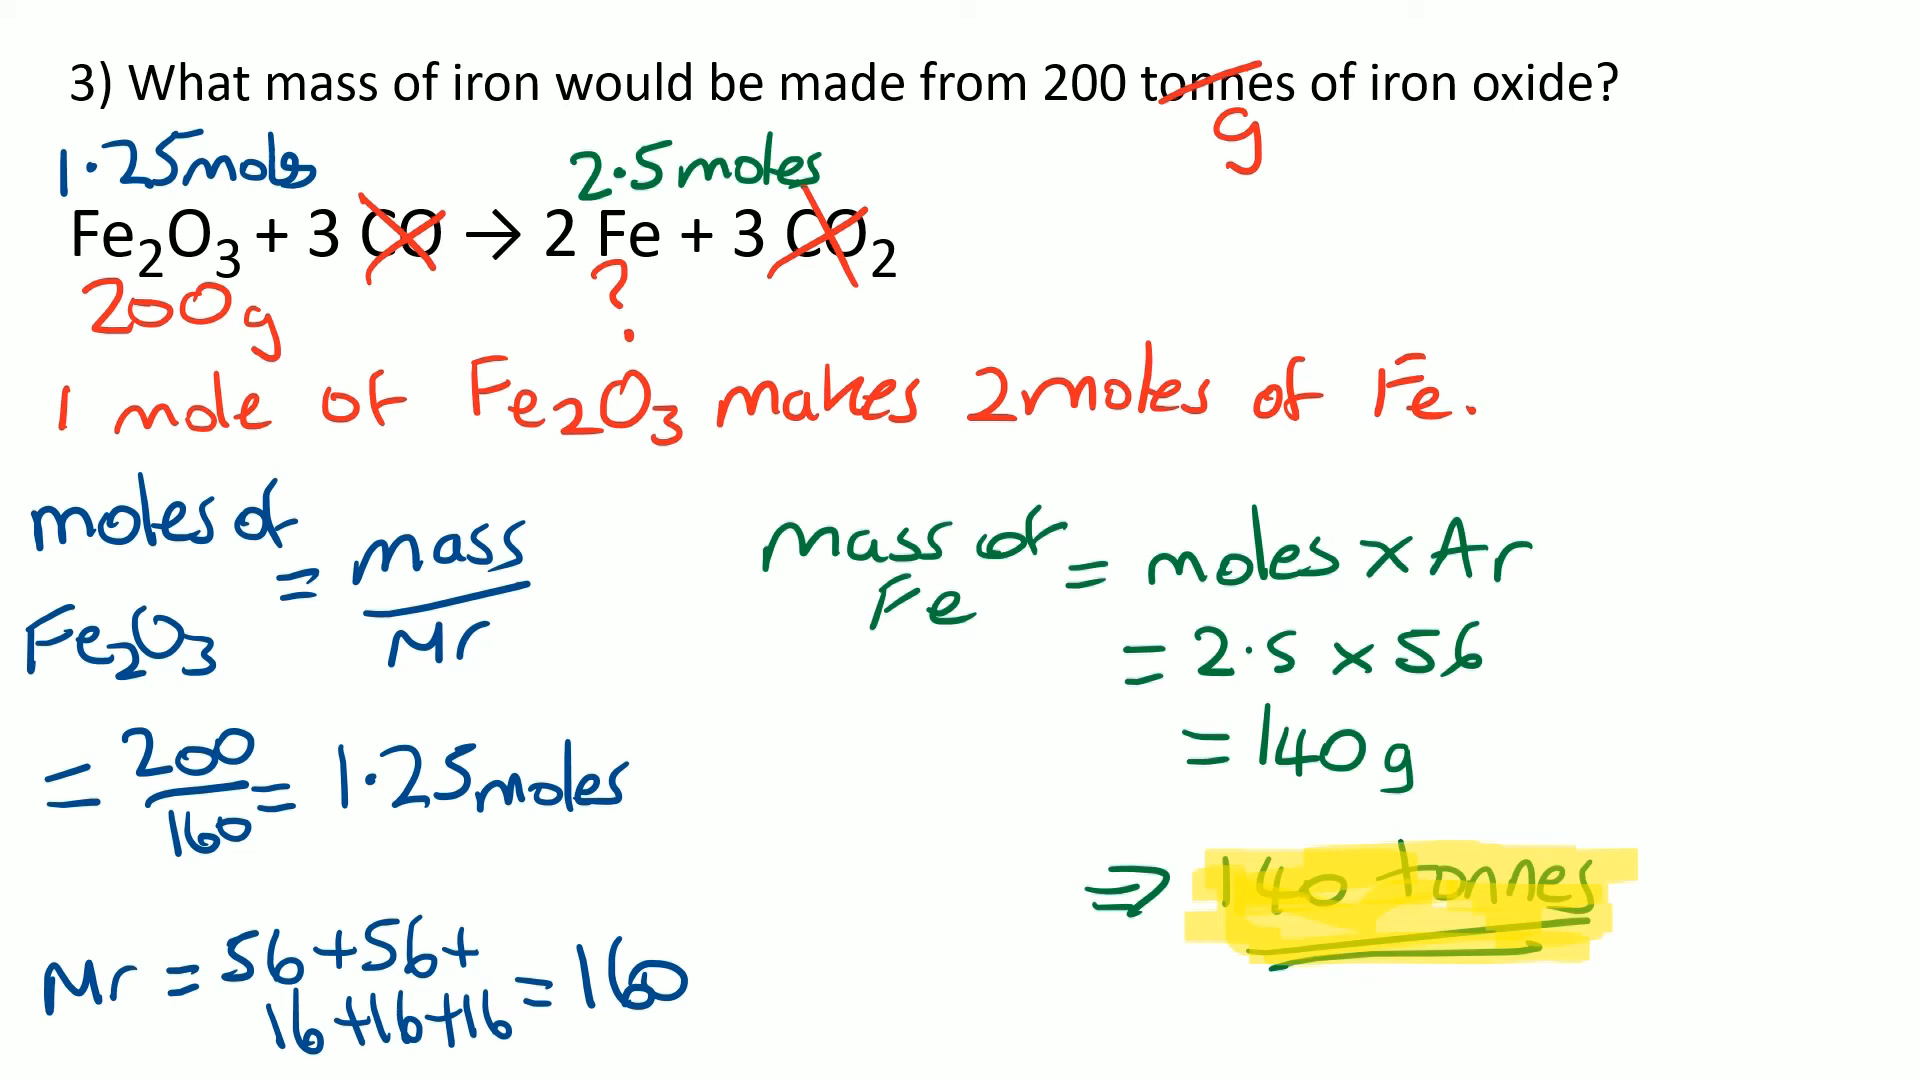 3) What mass of iron would be made from 200 tonnes of iron oxide?
g
1.25moles 2.5moles
Fe₂O₃ + 3 CO → 2 Fe + 3 CO₂
200g ?
1 mole of Fe₂O₃ makes 2moles of Fe.
moles of Fe₂O₃ = mass / Mr
= 200 / 160 = 1.25moles
Mr = 56+56+16+16+16 = 160
mass of Fe = moles × Ar
= 2.5 × 56
= 140g
⇒ 140 tonnes